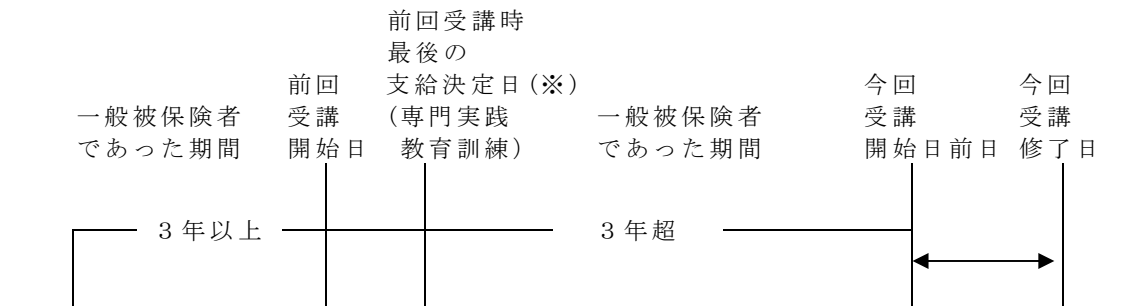 前回受講時
最後の
前回 支給決定日(※) 今回 今回
一般被保険者 受講 (専門実践 一般被保険者 受講 受講
であった期間 開始日 教育訓練) であった期間 開始日前日 修了日
3年以上 3年超